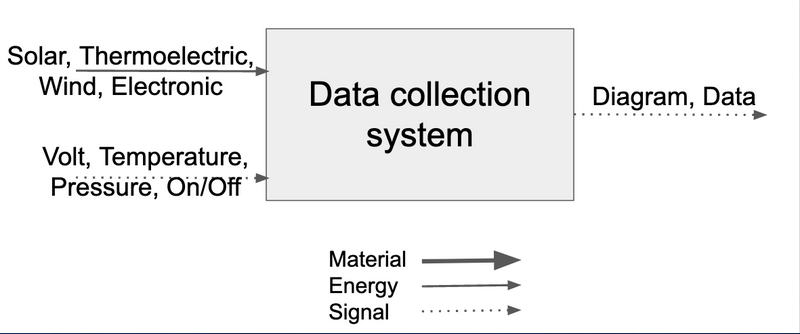 Solar, Thermoelectric,
Wind, Electronic
Volt, Temperature,
Pressure, On/Off
Data collection
system
Diagram, Data
Material
Energy
Signal